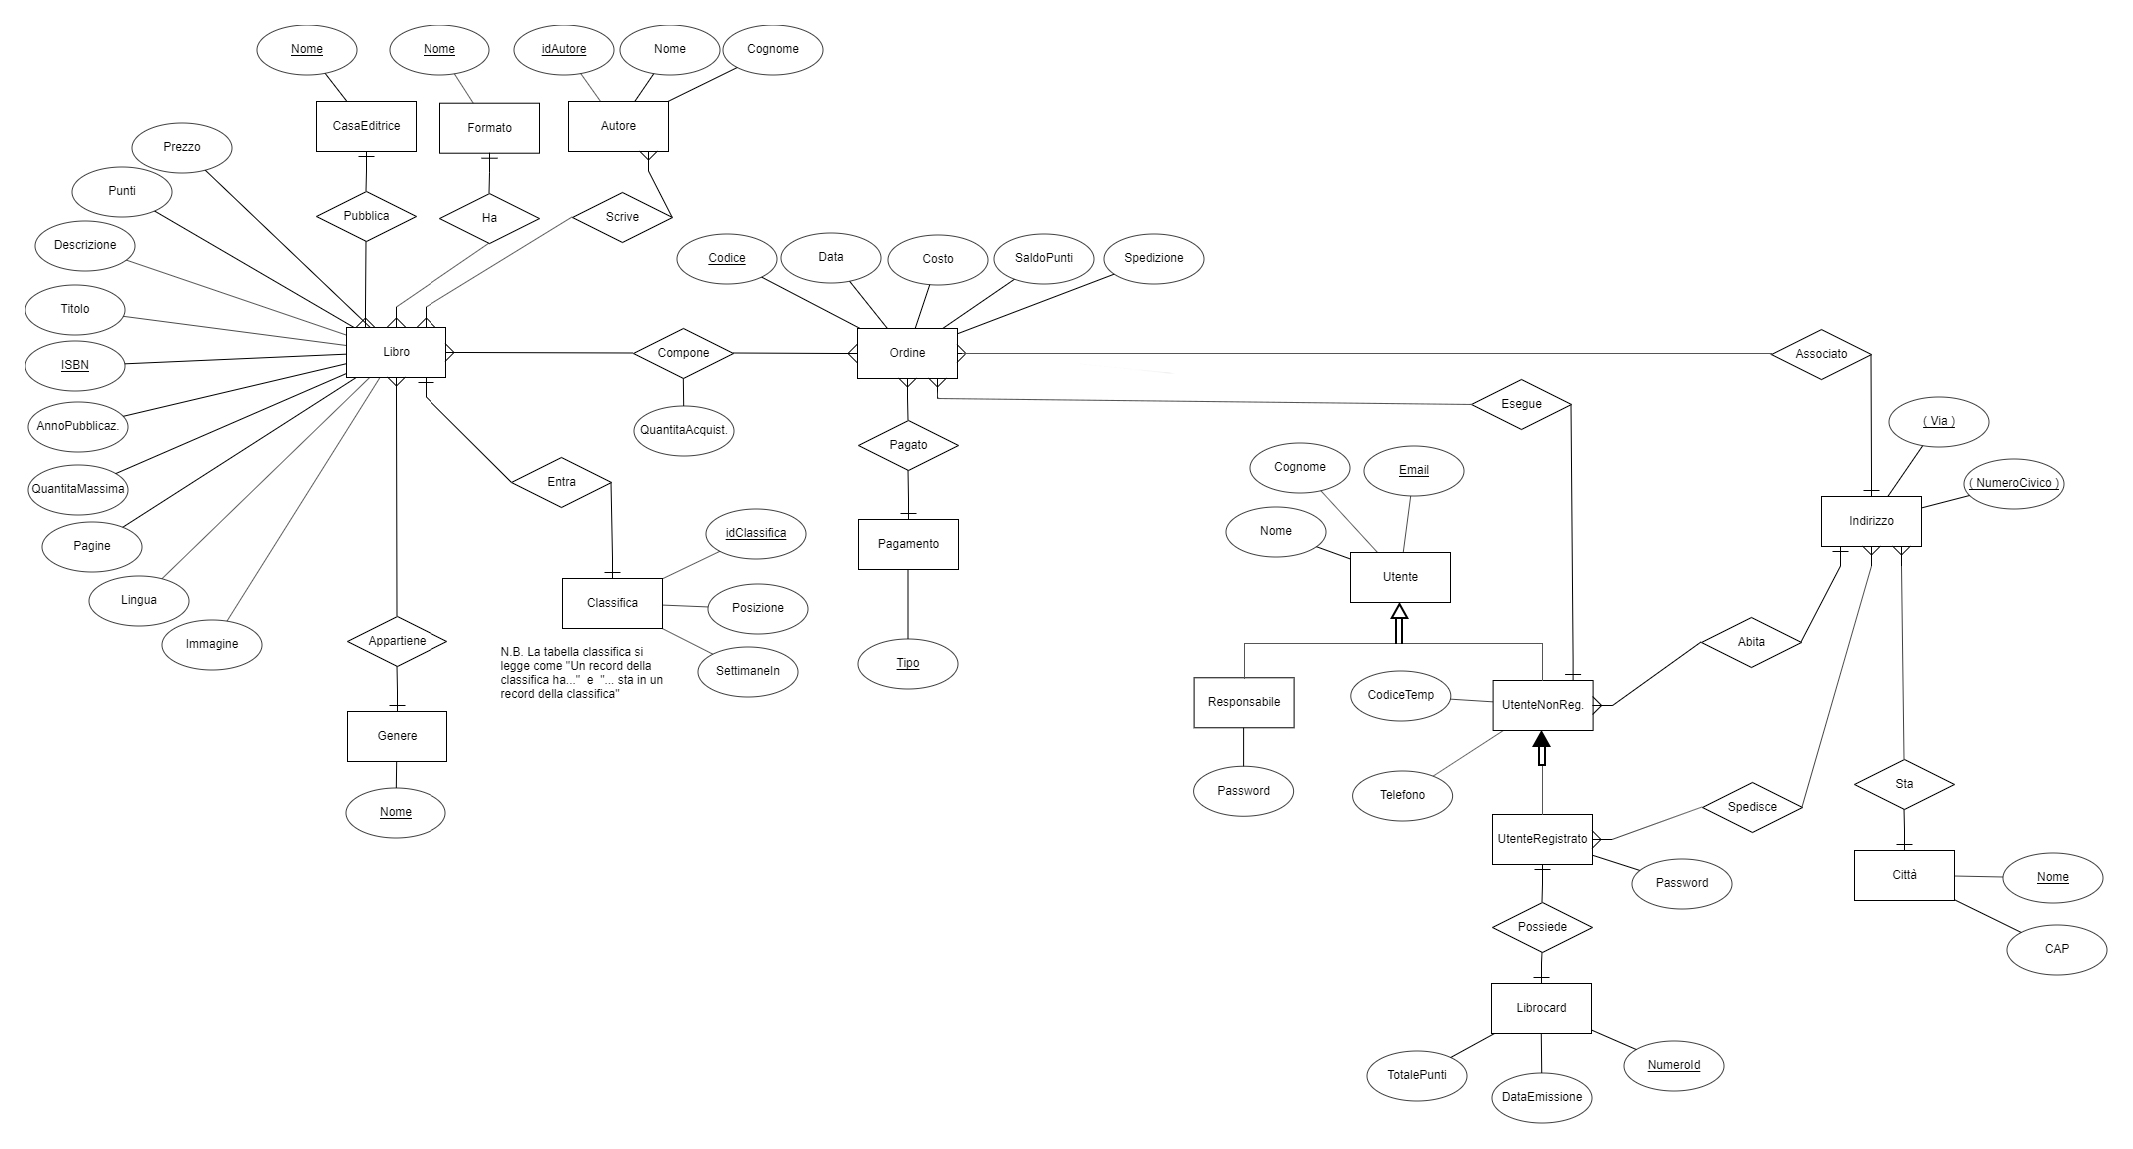 Nome
Nome
idAutore
Nome
Cognome
CasaEditrice
Formato
Autore
Prezzo
Punti
Pubblica
Ha
Scrive
Descrizione
Codice
Data
Costo
SaldoPunti
Spedizione
Titolo
Libro
Compone
Ordine
Associato
ISBN
Esegue
AnnoPubblicaz.
QuantitaAcquist.
( Via )
Pagato
Cognome
Email
QuantitaMassima
Entra
( NumeroCivico )
Indirizzo
idClassifica
Nome
Pagine
Pagamento
Utente
Lingua
Classifica
Posizione
Immagine
Appartiene
Abita
N.B. La tabella classifica si
legge come "Un record della
classifica ha..."  e  "... sta in un
record della classifica"
SettimaneIn
Tipo
CodiceTemp
Responsabile
UtenteNonReg.
Genere
Password
Telefono
Spedisce
Sta
Nome
UtenteRegistrato
Password
Città
Nome
Possiede
CAP
Librocard
TotalePunti
DataEmissione
NumeroId